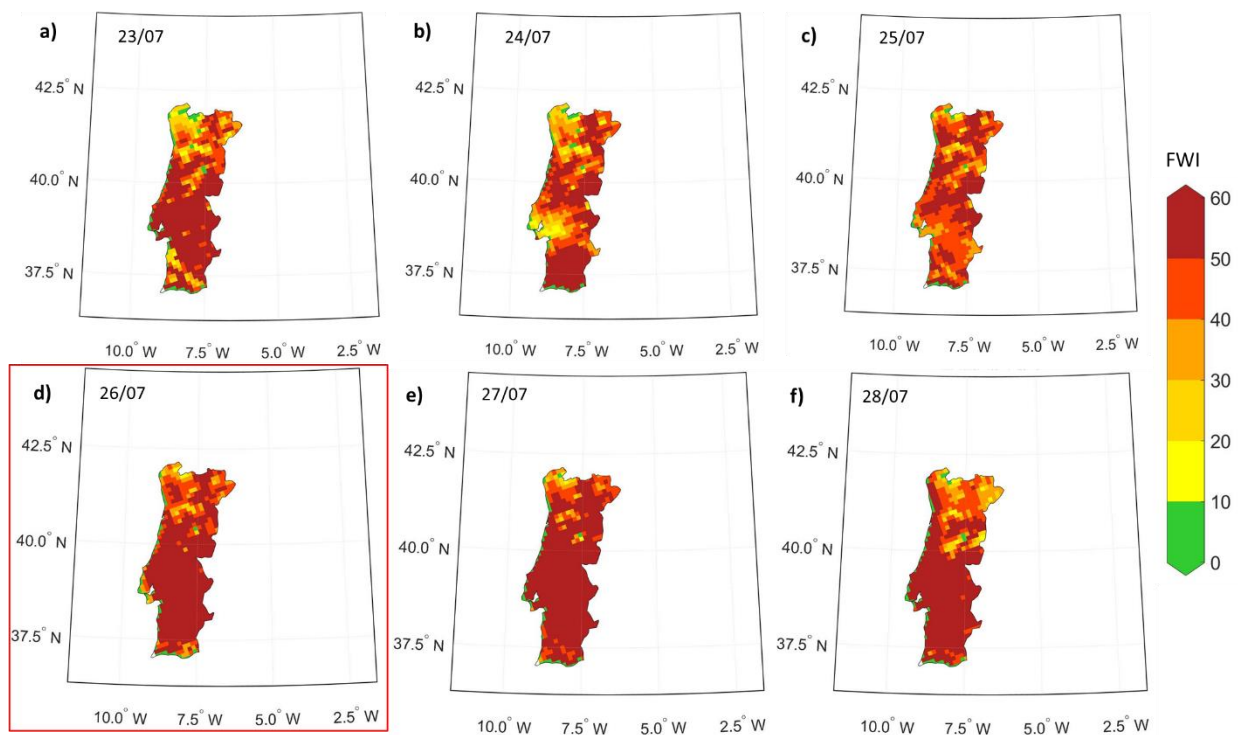 a) 23/07
b) 24/07
c) 25/07
42.5° N
40.0° N
37.5° N
42.5° N
40.0° N
37.5° N
42.5° N
40.0° N
37.5° N
10.0° W 7.5° W 5.0° W 2.5° W
10.0° W 7.5° W 5.0° W 2.5° W
10.0° W 7.5° W 5.0° W 2.5° W
d) 26/07
e) 27/07
f) 28/07
42.5° N
40.0° N
37.5° N
42.5° N
40.0° N
37.5° N
42.5° N
40.0° N
37.5° N
10.0° W 7.5° W 5.0° W 2.5° W
10.0° W 7.5° W 5.0° W 2.5° W
10.0° W 7.5° W 5.0° W 2.5° W
FWI
60
50
40
30
20
10
0